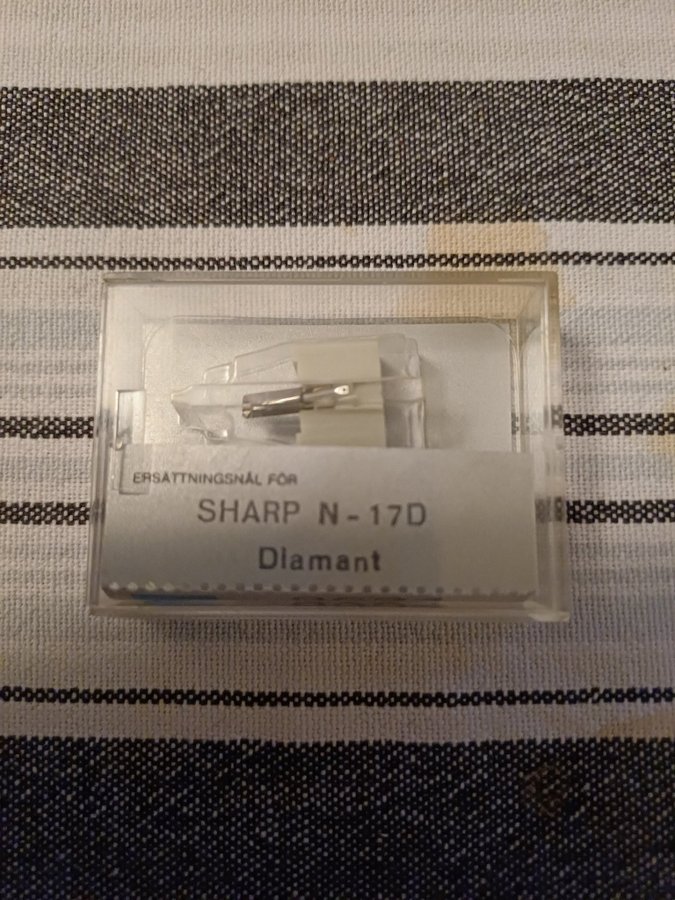 ERSÄTTNINGSNÅL FÖR
SHARP N-17D
Diamant